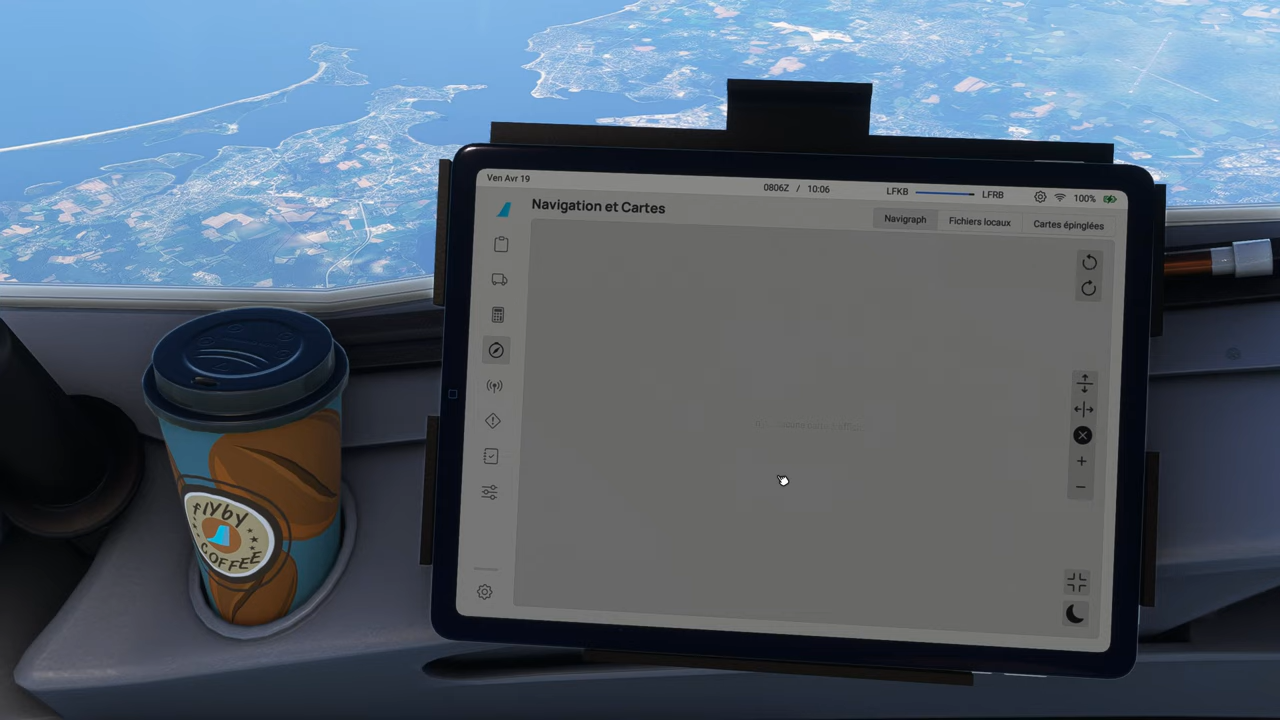 Ven Avr 19
0806Z / 10:06
LFKB
LFRB
100%
Navigation et Cartes
Navigraph
Fichiers locaux
Cartes épinglées
flyby
COFFEE